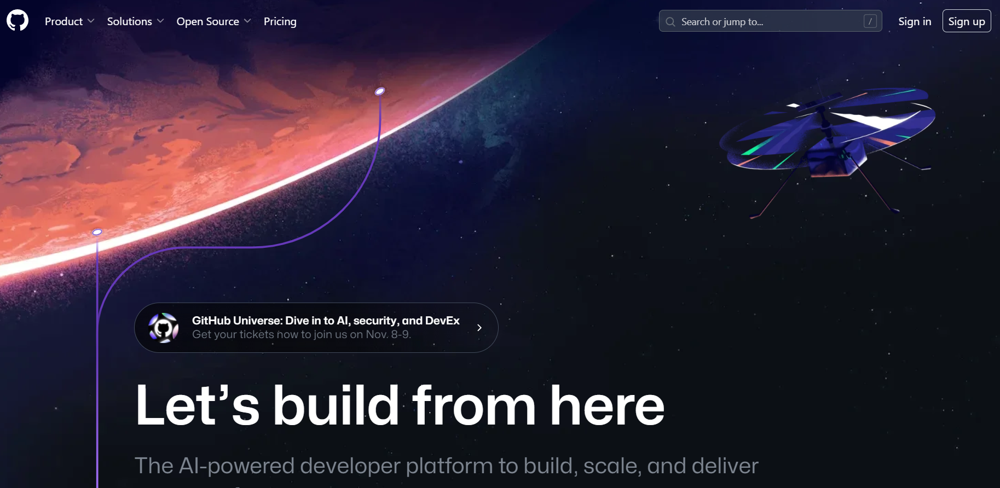 Product
Solutions
Open Source
Pricing
Search or jump to...
/
Sign in
Sign up
GitHub Universe: Dive in to AI, security, and DevEx
Get your tickets now to join us on Nov. 8-9.
Let’s build from here
The AI-powered developer platform to build, scale, and deliver